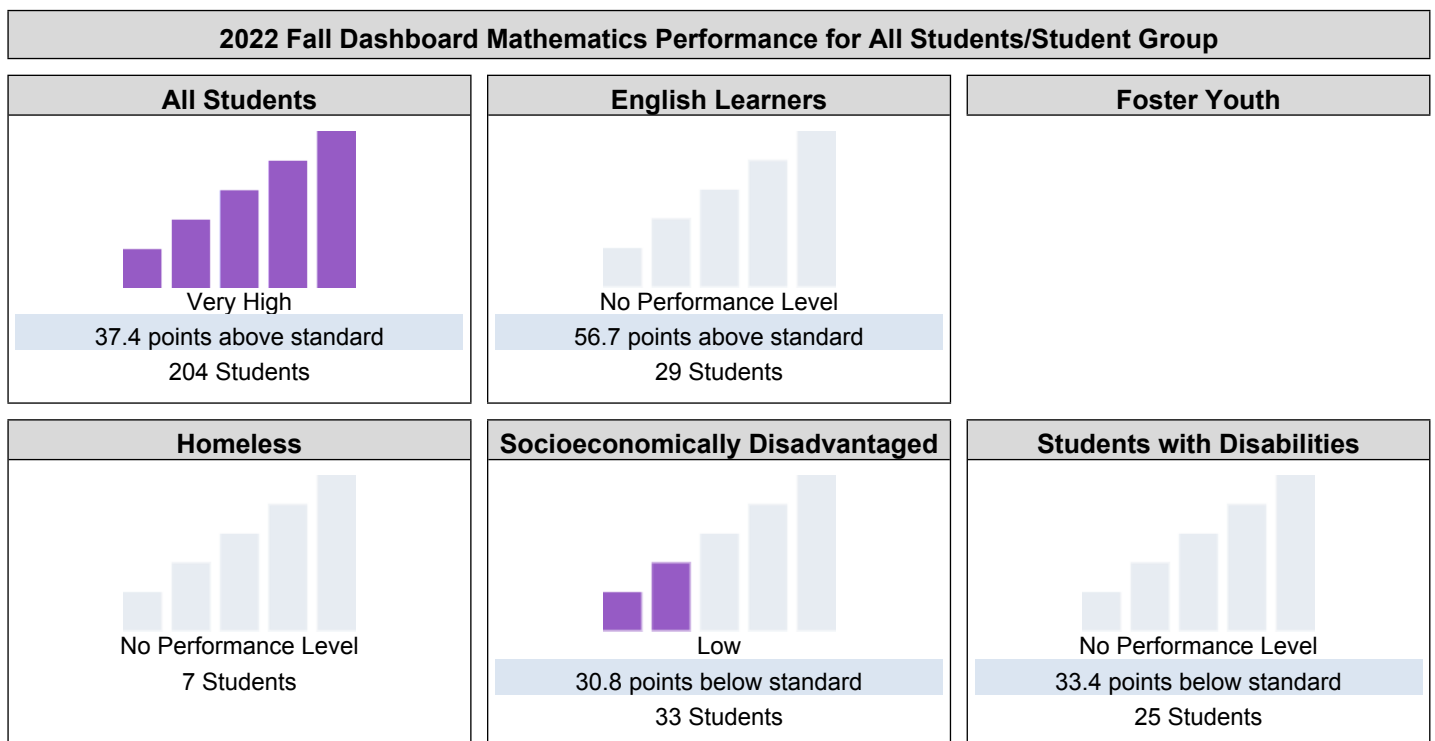 2022 Fall Dashboard Mathematics Performance for All Students/Student Group
All Students
Very High
37.4 points above standard
204 Students
English Learners
No Performance Level
56.7 points above standard
29 Students
Foster Youth
Homeless
No Performance Level
7 Students
Socioeconomically Disadvantaged
Low
30.8 points below standard
33 Students
Students with Disabilities
No Performance Level
33.4 points below standard
25 Students